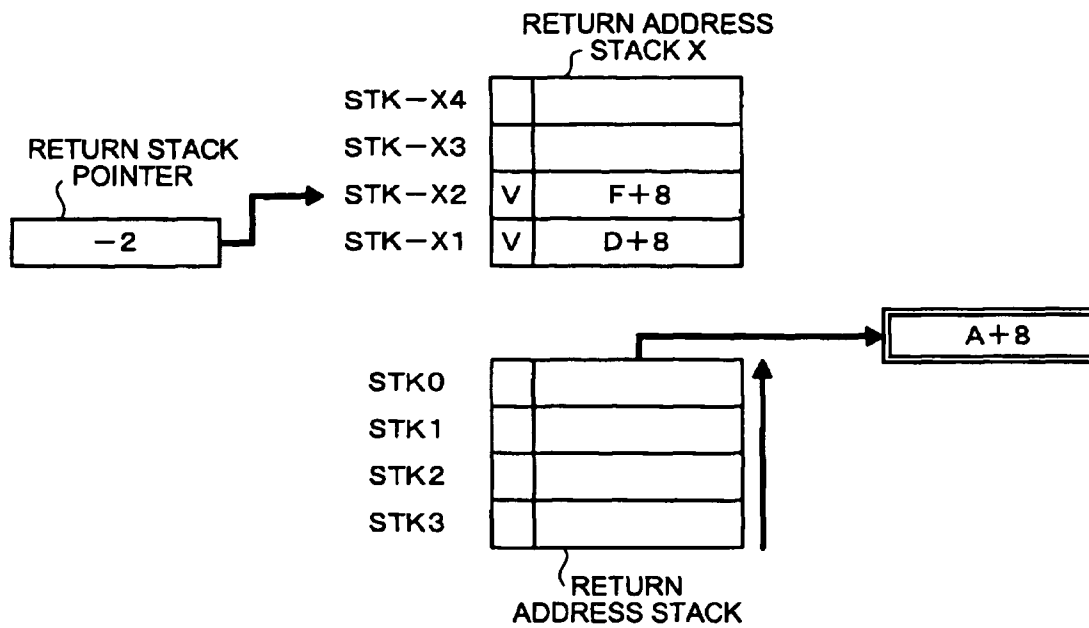 RETURN ADDRESS
STACK X
STK-X4
STK-X3
RETURN STACK
POINTER
STK-X2 V F+8
-2
STK-X1 V D+8
A+8
STK0
STK1
STK2
STK3
RETURN
ADDRESS STACK